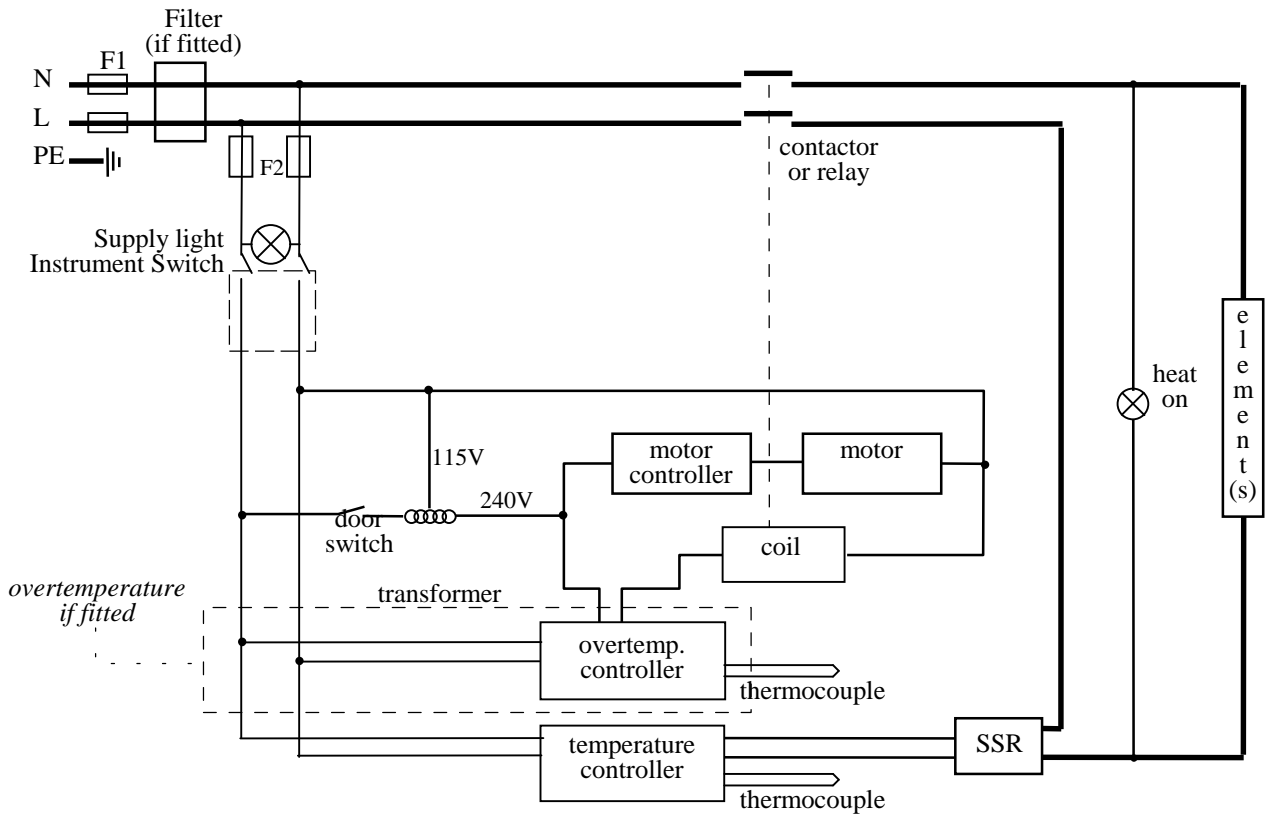 Filter
(if fitted)
F1
N
L
PE
F2
contactor
or relay
Supply light
Instrument Switch
heat
on
element(s)
motor
controller
motor
115V
240V
door
switch
coil
overtemperature
if fitted
transformer
overtemp.
controller
thermocouple
temperature
controller
SSR
thermocouple